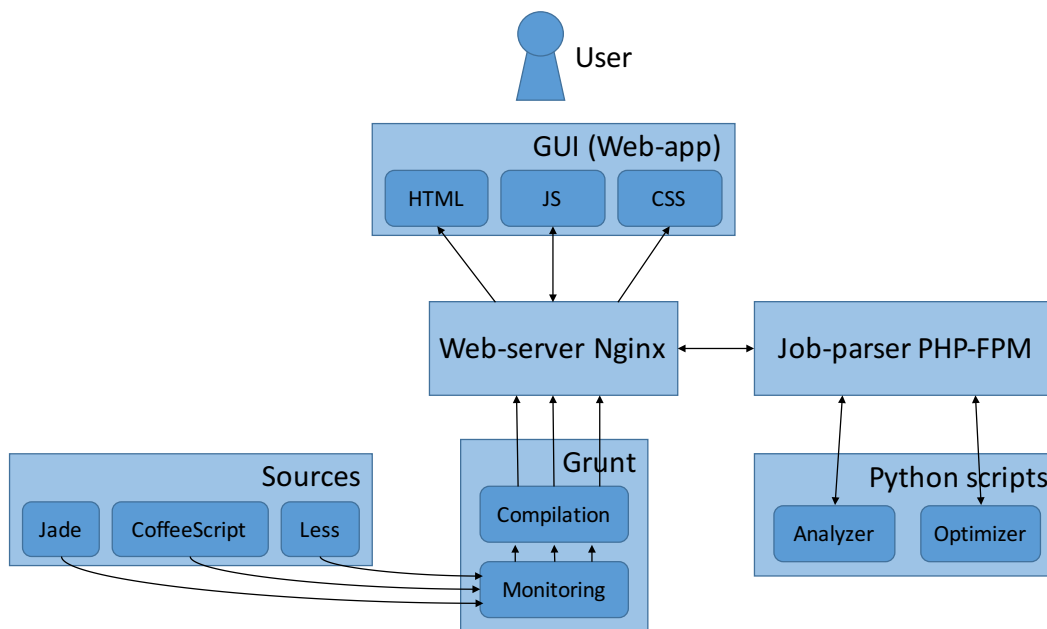 User
GUI (Web-app)
HTML
JS
CSS
Web-server Nginx
Job-parser PHP-FPM
Sources
Jade
CoffeeScript
Less
Grunt
Compilation
Monitoring
Python scripts
Analyzer
Optimizer